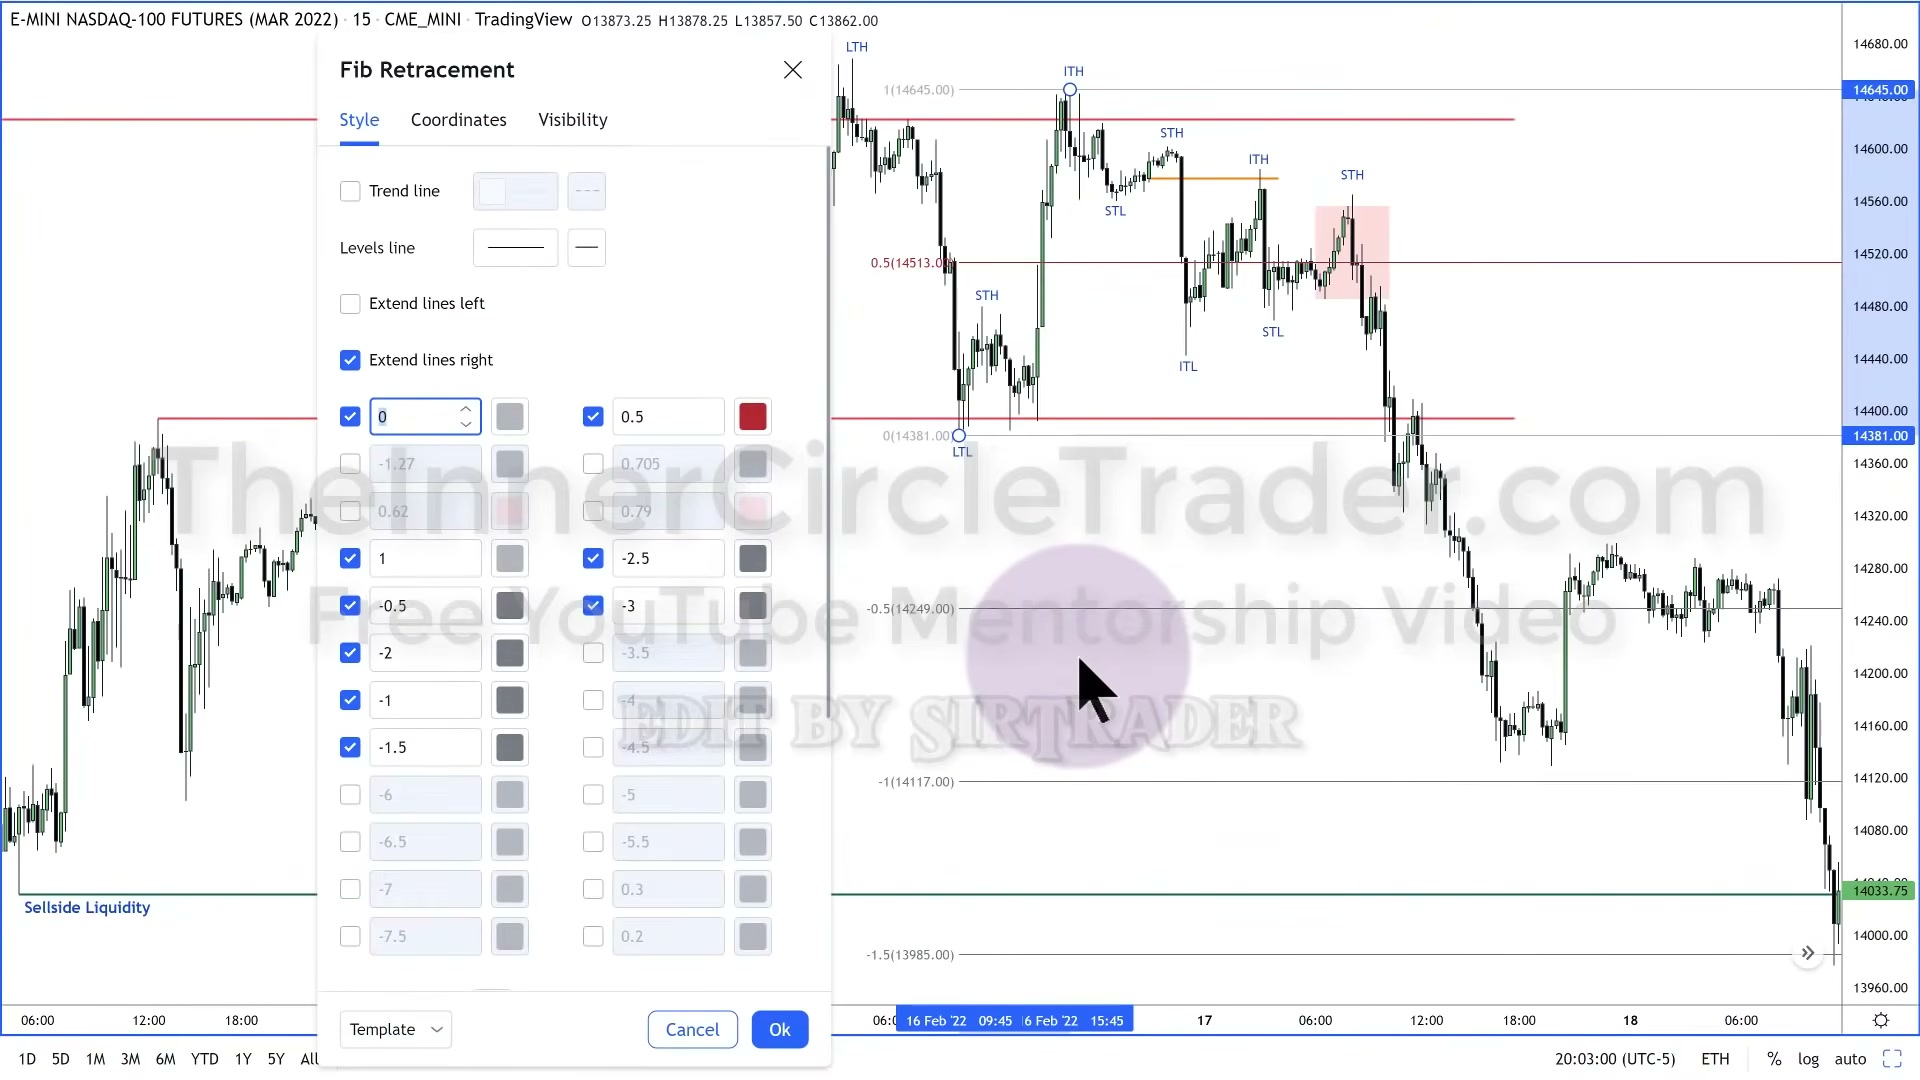 E-MINI NASDAQ-100 FUTURES (MAR 2022) · 15 · CME_MINI · TradingView O13873.25 H13878.25 L13857.50 C13862.00
Fib Retracement
Style Coordinates Visibility
Trend line
Levels line
Extend lines left
Extend lines right
0 0.5
-1.27 0.705
0.62 0.79
1 -2.5
-0.5 -3
-2 -3.5
-1 -4
-1.5 -4.5
-6 -5
-6.5 -5.5
-7 0.3
-7.5 0.2
Template Cancel Ok
LTH
1(14645.00)
ITH
STH
STL
ITH
STH
0.5(14513.00)
STH
STL
ITL
0(14381.00)
LTL
-0.5(14249.00)
-1(14117.00)
-1.5(13985.00)
Sellside Liquidity
TheInnerCircleTrader.com
Free YouTube Mentorship Video
EDIT BY SIRTRADER
14680.00
14645.00
14600.00
14560.00
14520.00
14480.00
14440.00
14400.00
14381.00
14360.00
14320.00
14280.00
14240.00
14200.00
14160.00
14120.00
14080.00
14033.75
14000.00
13960.00
06:00 12:00 18:00 16 Feb '22 09:45 16 Feb '22 15:45 17 06:00 12:00 18:00 18 06:00
1D 5D 1M 3M 6M YTD 1Y 5Y All 20:03:00 (UTC-5) ETH % log auto